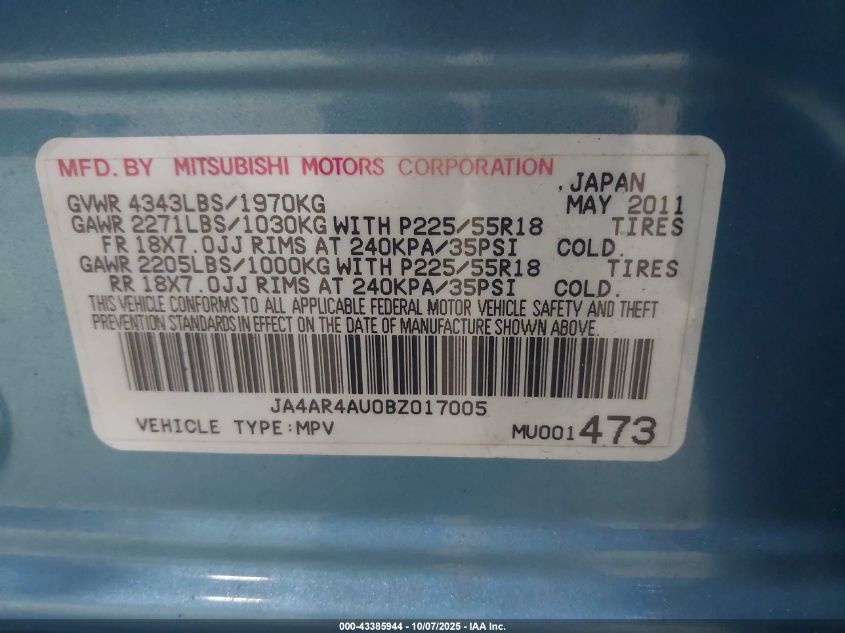 MFD. BY MITSUBISHI MOTORS CORPORATION
, JAPAN
GVWR 4343LBS/1970KG MAY 2011
GAWR 2271LBS/1030KG WITH P225/55R18 TIRES
FR 18X7.0JJ RIMS AT 240KPA/35PSI COLD.
GAWR 2205LBS/1000KG WITH P225/55R18 TIRES
RR 18X7.0JJ RIMS AT 240KPA/35PSI COLD.
THIS VEHICLE CONFORMS TO ALL APPLICABLE FEDERAL MOTOR VEHICLE SAFETY AND THEFT
PREVENTION STANDARDS IN EFFECT ON THE DATE OF MANUFACTURE SHOWN ABOVE.
JA4AR4AU0BZ017005
VEHICLE TYPE:MPV MU001473
000-43385944 - 10/07/2025 - IAA Inc.